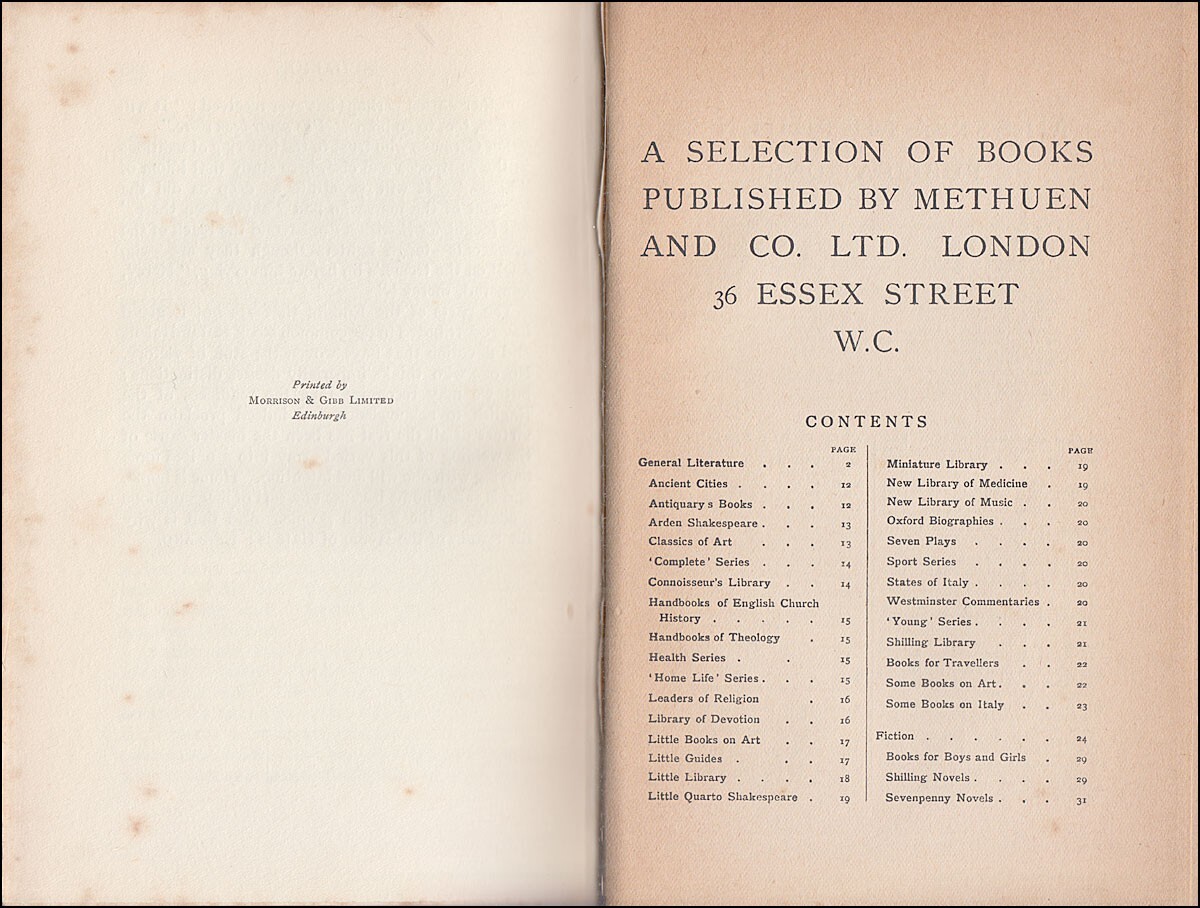 Printed by
MORRISON & GIBB LIMITED
Edinburgh
A SELECTION OF BOOKS
PUBLISHED BY METHUEN
AND CO. LTD. LONDON
36 ESSEX STREET
W.C.
CONTENTS
PAGE
General Literature . . . 2
Ancient Cities . . . . 12
Antiquary s Books . . . 12
Arden Shakespeare . . . 13
Classics of Art . . . 13
'Complete' Series . . . 14
Connoisseur's Library . . 14
Handbooks of English Church
History . . . . . 15
Handbooks of Theology . 15
Health Series . . 15
'Home Life' Series . . . 15
Leaders of Religion . 16
Library of Devotion . . 16
Little Books on Art . . 17
Little Guides . . . 17
Little Library . . . . 18
Little Quarto Shakespeare . 19
PAGE
Miniature Library . . . 19
New Library of Medicine . 19
New Library of Music . . 20
Oxford Biographies . . . 20
Seven Plays . . . . 20
Sport Series . . . . 20
States of Italy . . . . 20
Westminster Commentaries . 20
'Young' Series . . . . 21
Shilling Library . . . 21
Books for Travellers . . 22
Some Books on Art . . . 22
Some Books on Italy . . 23
Fiction . . . . . . 24
Books for Boys and Girls . 29
Shilling Novels . . . . 29
Sevenpenny Novels . . . 31